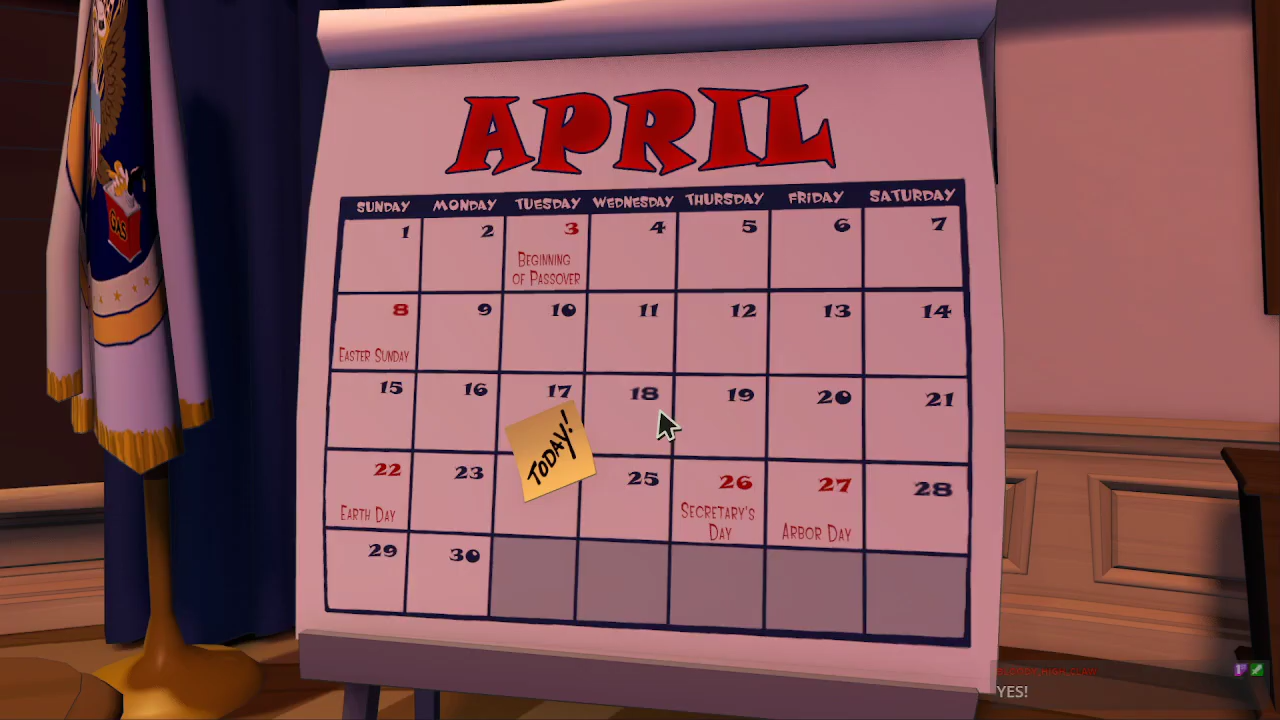 APRIL
SUNDAY MONDAY TUESDAY WEDNESDAY THURSDAY FRIDAY SATURDAY
1 2 3 4 5 6 7
BEGINNING
OF PASSOVER
8 9 10 11 12 13 14
EASTER SUNDAY
15 16 17 18 19 20 21
TODAY!
22 23 25 26 27 28
EARTH DAY SECRETARY'S
DAY ARBOR DAY
29 30
GAS
YES!